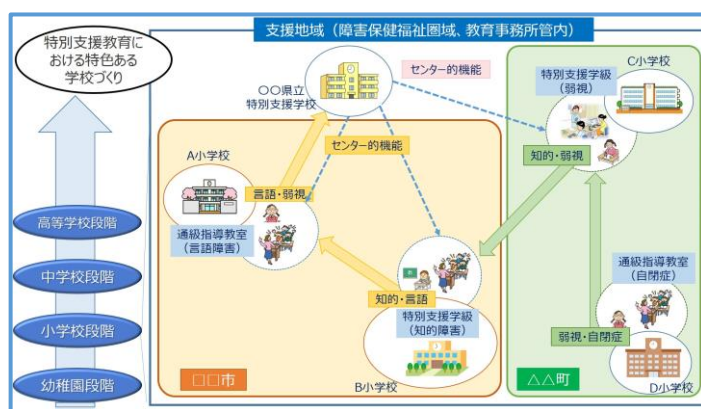 特別支援教育に
おける特色ある
学校づくり
高等学校段階
中学校段階
小学校段階
幼稚園段階
支援地域（障害保健福祉圏域、教育事務所管内）
〇〇県立
特別支援学校
センター的機能
センター的機能
A小学校
言語・弱視
通級指導教室
（言語障害）
知的・言語
特別支援学級
（知的障害）
B小学校
□□市
特別支援学級
（弱視）
C小学校
知的・弱視
通級指導教室
（自閉症）
弱視・自閉症
D小学校
△△町